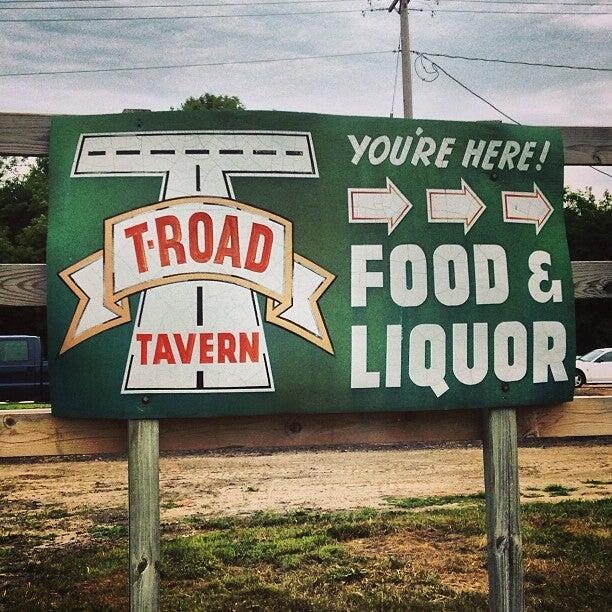 T-ROAD
TAVERN
YOU'RE HERE!
FOOD &
LIQUOR